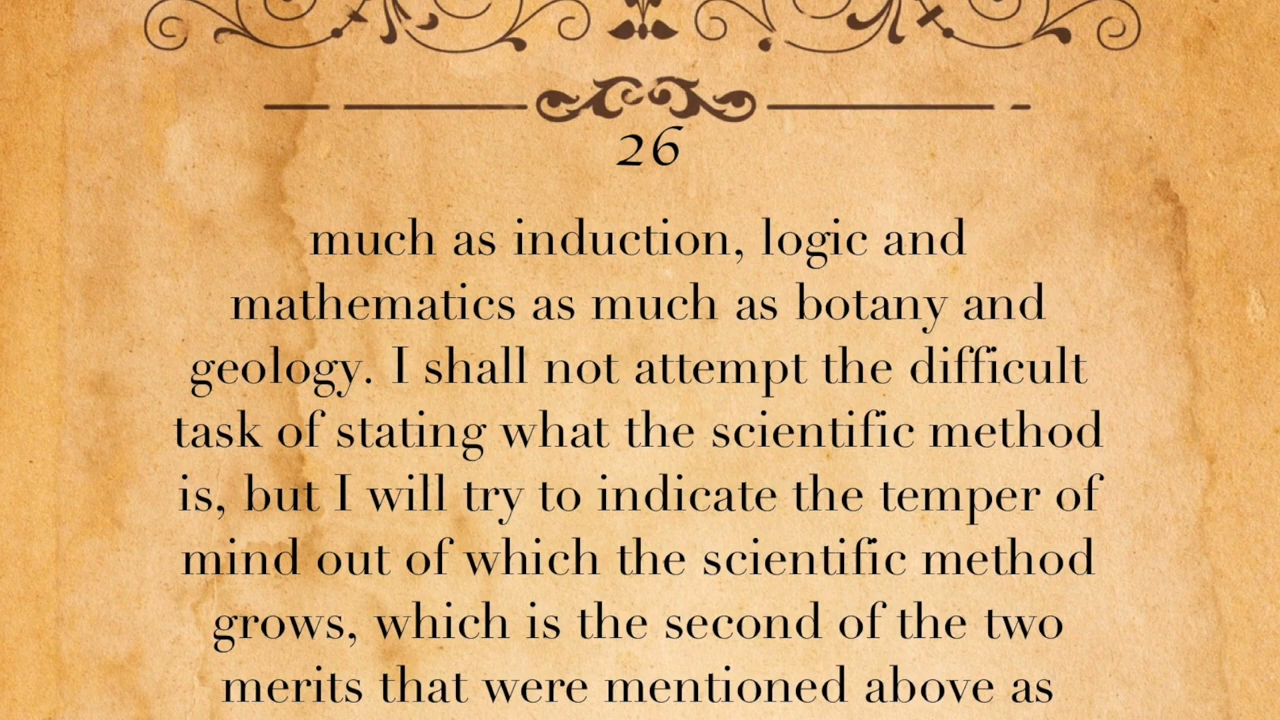 26
much as induction, logic and
mathematics as much as botany and
geology. I shall not attempt the difficult
task of stating what the scientific method
is, but I will try to indicate the temper of
mind out of which the scientific method
grows, which is the second of the two
merits that were mentioned above as